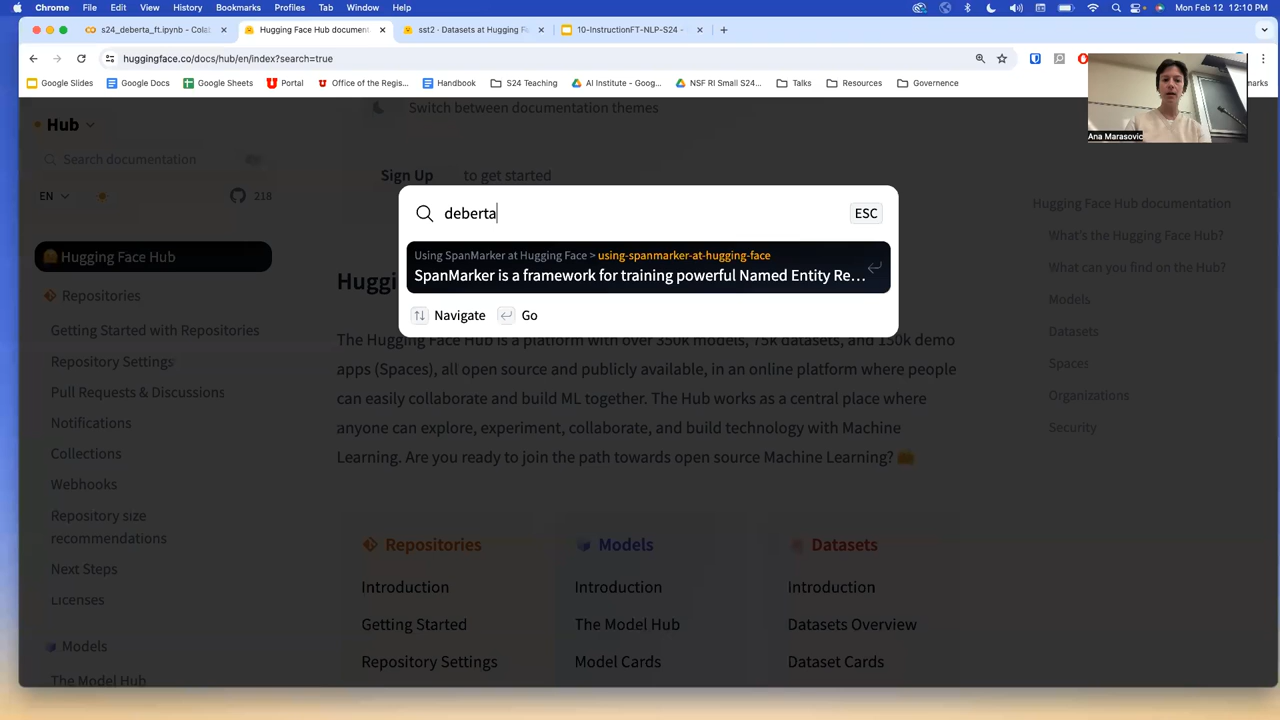 Chrome File Edit View History Bookmarks Profiles Tab Window Help
Mon Feb 12 12:10 PM
s24_deberta_ft.ipynb - Cola
Hugging Face Hub document
sst2 · Datasets at Hugging Fa
10-InstructionFT-NLP-S24 -
huggingface.co/docs/hub/en/index?search=true
Google Slides Google Docs Google Sheets Portal Office of the Regis... Handbook S24 Teaching AI Institute - Goog... NSF RI Small S24... Talks Resources Governence
marks
Ana Marasovic
Hub
Search documentation
EN
218
Hugging Face Hub
Repositories
Getting Started with Repositories
Repository Settings
Pull Requests & Discussions
Notifications
Collections
Webhooks
Repository size
recommendations
Next Steps
Licenses
Models
The Model Hub
Switch between documentation themes
Sign Up to get started
deberta
ESC
Using SpanMarker at Hugging Face > using-spanmarker-at-hugging-face
SpanMarker is a framework for training powerful Named Entity Re...
Navigate Go
Huggi
The Hugging Face Hub is a platform with over 350k models, 75k datasets, and 150k demo
apps (Spaces), all open source and publicly available, in an online platform where people
can easily collaborate and build ML together. The Hub works as a central place where
anyone can explore, experiment, collaborate, and build technology with Machine
Learning. Are you ready to join the path towards open source Machine Learning?
Repositories
Introduction
Getting Started
Repository Settings
Models
Introduction
The Model Hub
Model Cards
Datasets
Introduction
Datasets Overview
Dataset Cards
Hugging Face Hub documentation
What's the Hugging Face Hub?
What can you find on the Hub?
Models
Datasets
Spaces
Organizations
Security